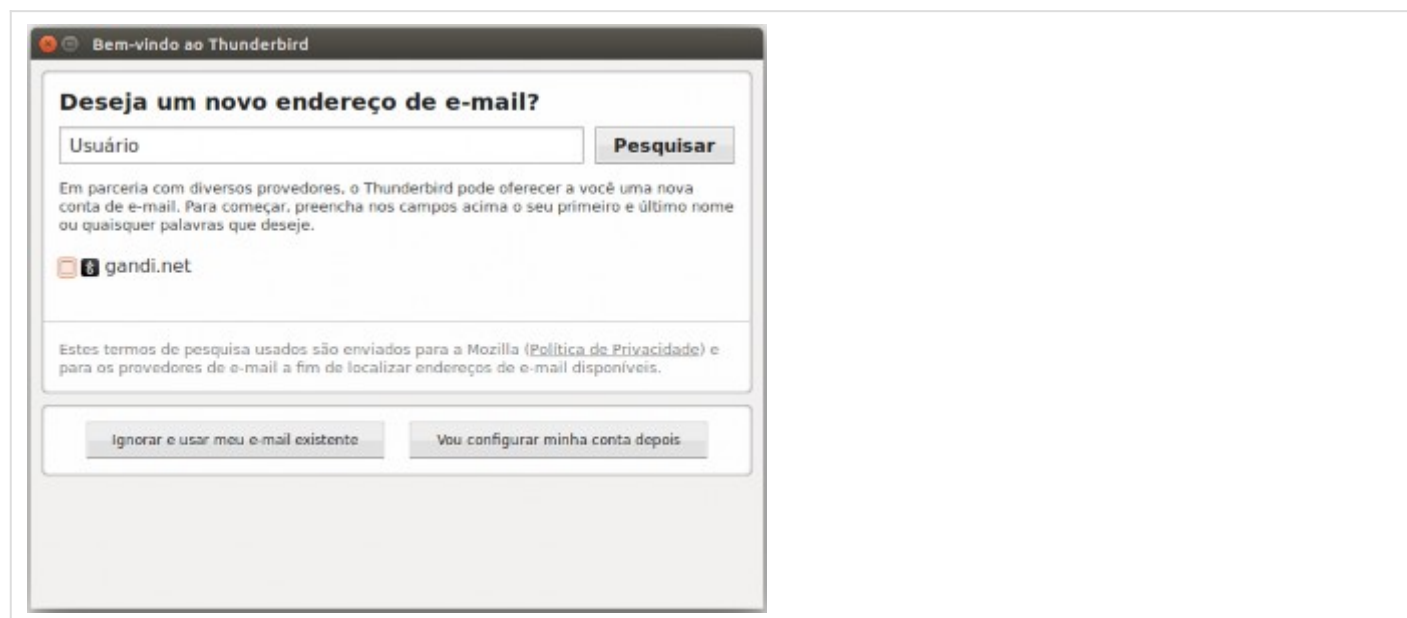 Bem-vindo ao Thunderbird
Deseja um novo endereço de e-mail?
Usuário
Pesquisar
Em parceria com diversos provedores, o Thunderbird pode oferecer a você uma nova
conta de e-mail. Para começar, preencha nos campos acima o seu primeiro e último nome
ou quaisquer palavras que deseje.
gandi.net
Estes termos de pesquisa usados são enviados para a Mozilla (Política de Privacidade) e
para os provedores de e-mail a fim de localizar endereços de e-mail disponíveis.
Ignorar e usar meu e-mail existente
Vou configurar minha conta depois